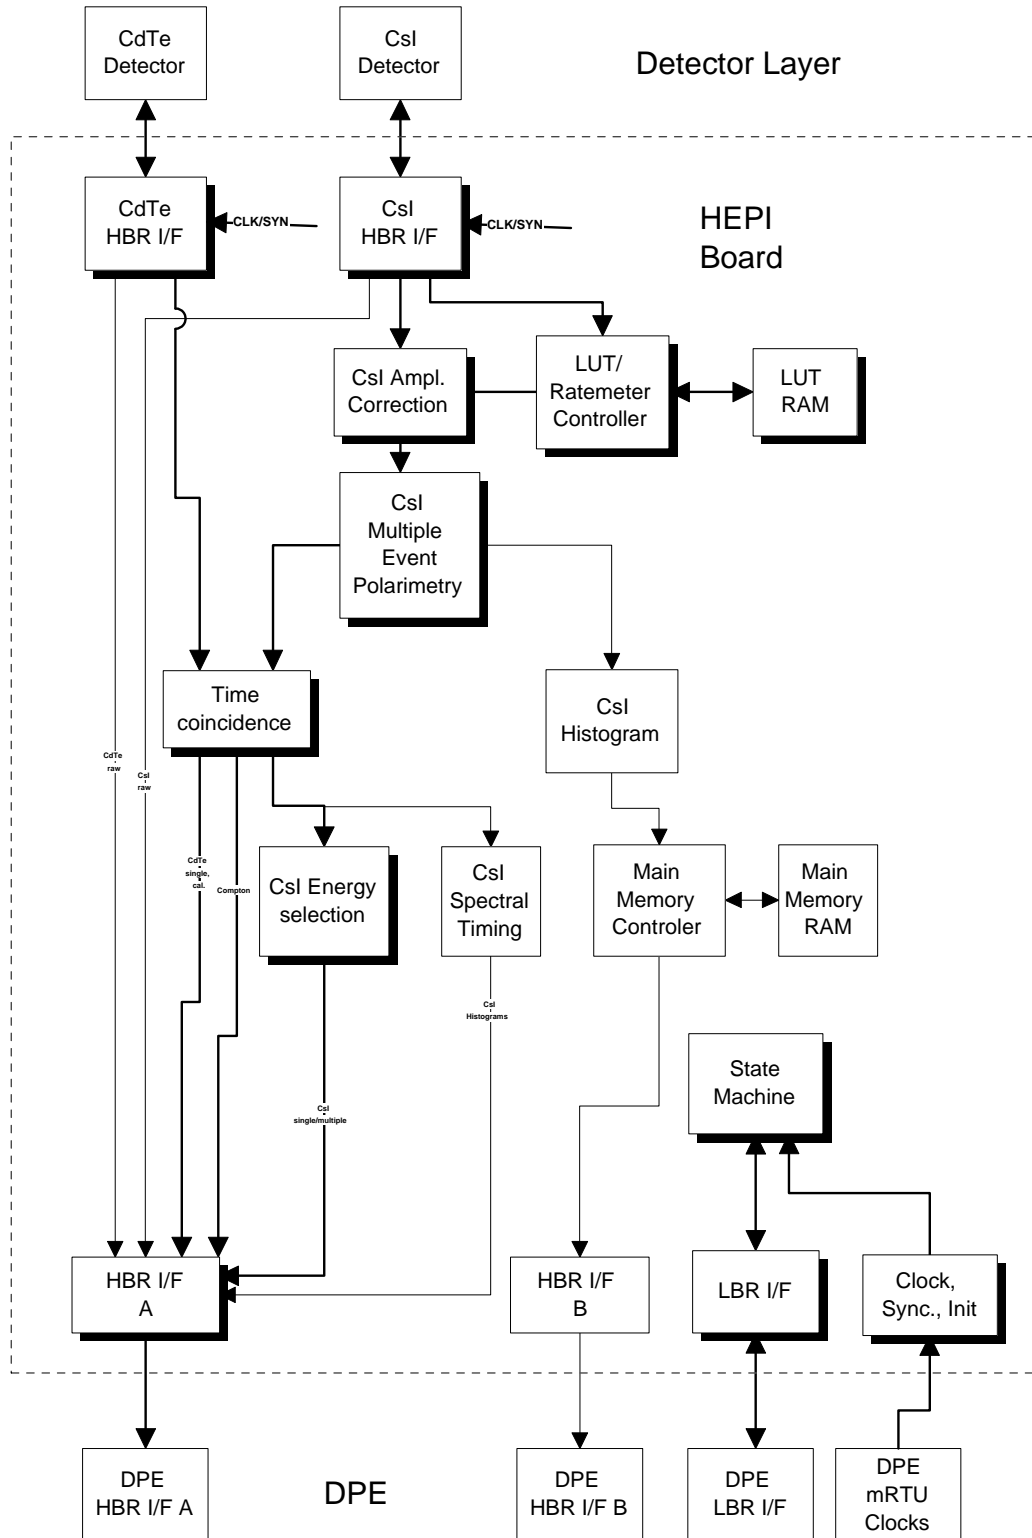 CdTe
Detector
CsI
Detector
Detector Layer
CdTe
HBR I/F
CLK/SYN
CsI
HBR I/F
CLK/SYN
HEPI
Board
CsI Ampl.
Correction
LUT/
Ratemeter
Controller
LUT
RAM
CsI
Multiple
Event
Polarimetry
Time
coincidence
CsI
Histogram
CdTe
raw
CsI
raw
CdTe
single,
cal.
Compton
CsI Energy
selection
CsI
Spectral
Timing
Main
Memory
Controler
Main
Memory
RAM
CsI
Histograms
State
Machine
CsI
single/multiple
HBR I/F
A
HBR I/F
B
LBR I/F
Clock,
Sync., Init
DPE
HBR I/F A
DPE
DPE
HBR I/F B
DPE
LBR I/F
DPE
mRTU
Clocks